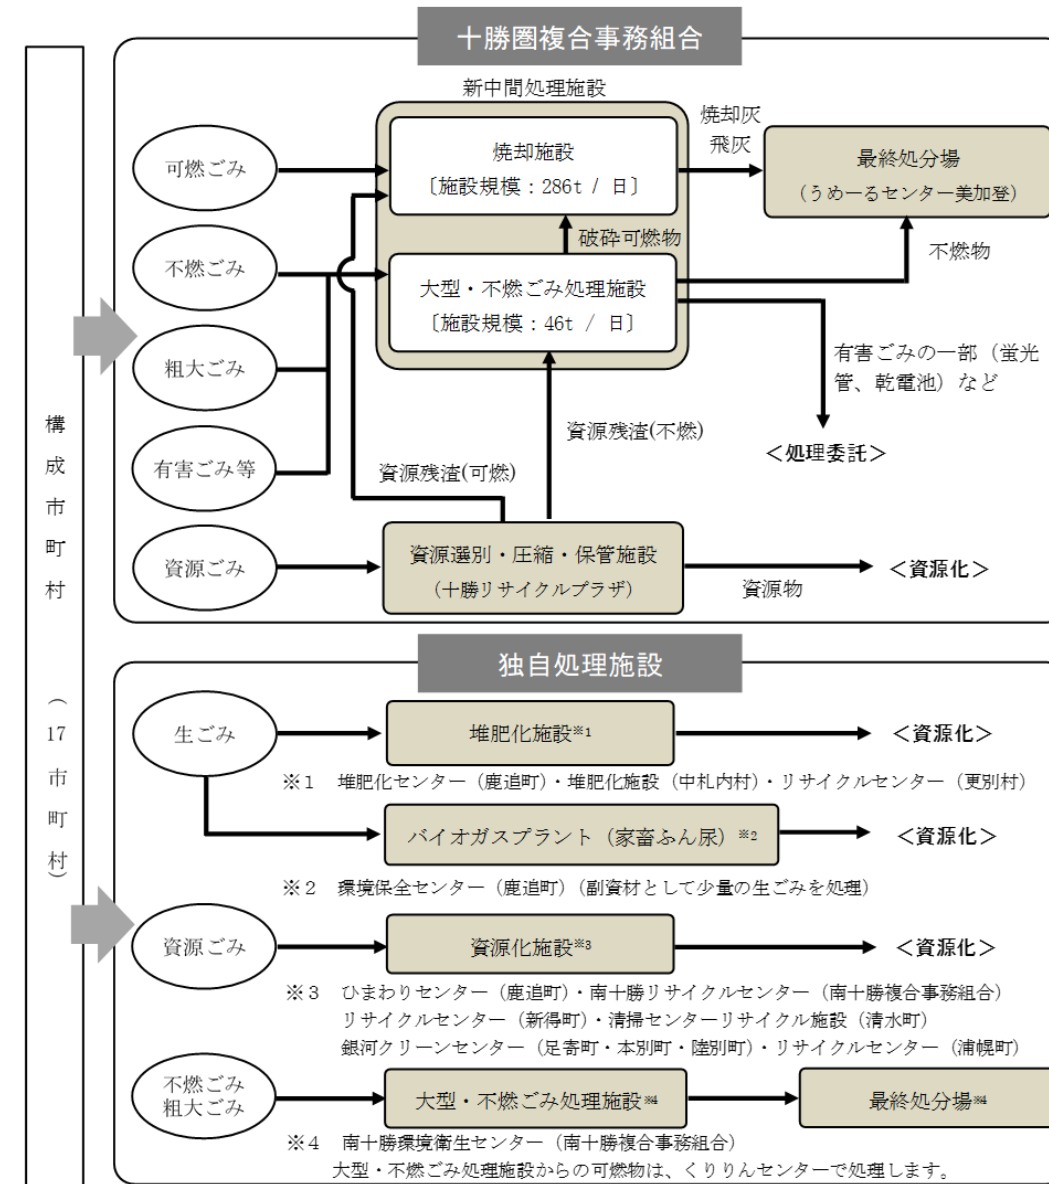 十勝圏複合事務組合
新中間処理施設
可燃ごみ
焼却施設
〔施設規模：286t / 日〕
焼却灰
飛灰
最終処分場
（うめーるセンター美加登）
破砕可燃物
不燃ごみ
大型・不燃ごみ処理施設
〔施設規模：46t / 日〕
不燃物
粗大ごみ
有害ごみの一部（蛍光
管、乾電池）など
＜処理委託＞
有害ごみ等
資源残渣(可燃)
資源残渣(不燃)
資源ごみ
資源選別・圧縮・保管施設
（十勝リサイクルプラザ）
資源物
＜資源化＞
構成市町村
（17市町村）
独自処理施設
生ごみ
堆肥化施設※1
＜資源化＞
※１ 堆肥化センター（鹿追町）・堆肥化施設（中札内村）・リサイクルセンター（更別村）
バイオガスプラント（家畜ふん尿）※2
＜資源化＞
※２ 環境保全センター（鹿追町）（副資材として少量の生ごみを処理）
資源ごみ
資源化施設※3
＜資源化＞
※３ ひまわりセンター（鹿追町）・南十勝リサイクルセンター（南十勝複合事務組合）
リサイクルセンター（新得町）・清掃センターリサイクル施設（清水町）
銀河クリーンセンター（足寄町・本別町・陸別町）・リサイクルセンター（浦幌町）
不燃ごみ
粗大ごみ
大型・不燃ごみ処理施設※4
最終処分場※4
※４ 南十勝環境衛生センター（南十勝複合事務組合）
大型・不燃ごみ処理施設からの可燃物は、くりりんセンターで処理します。